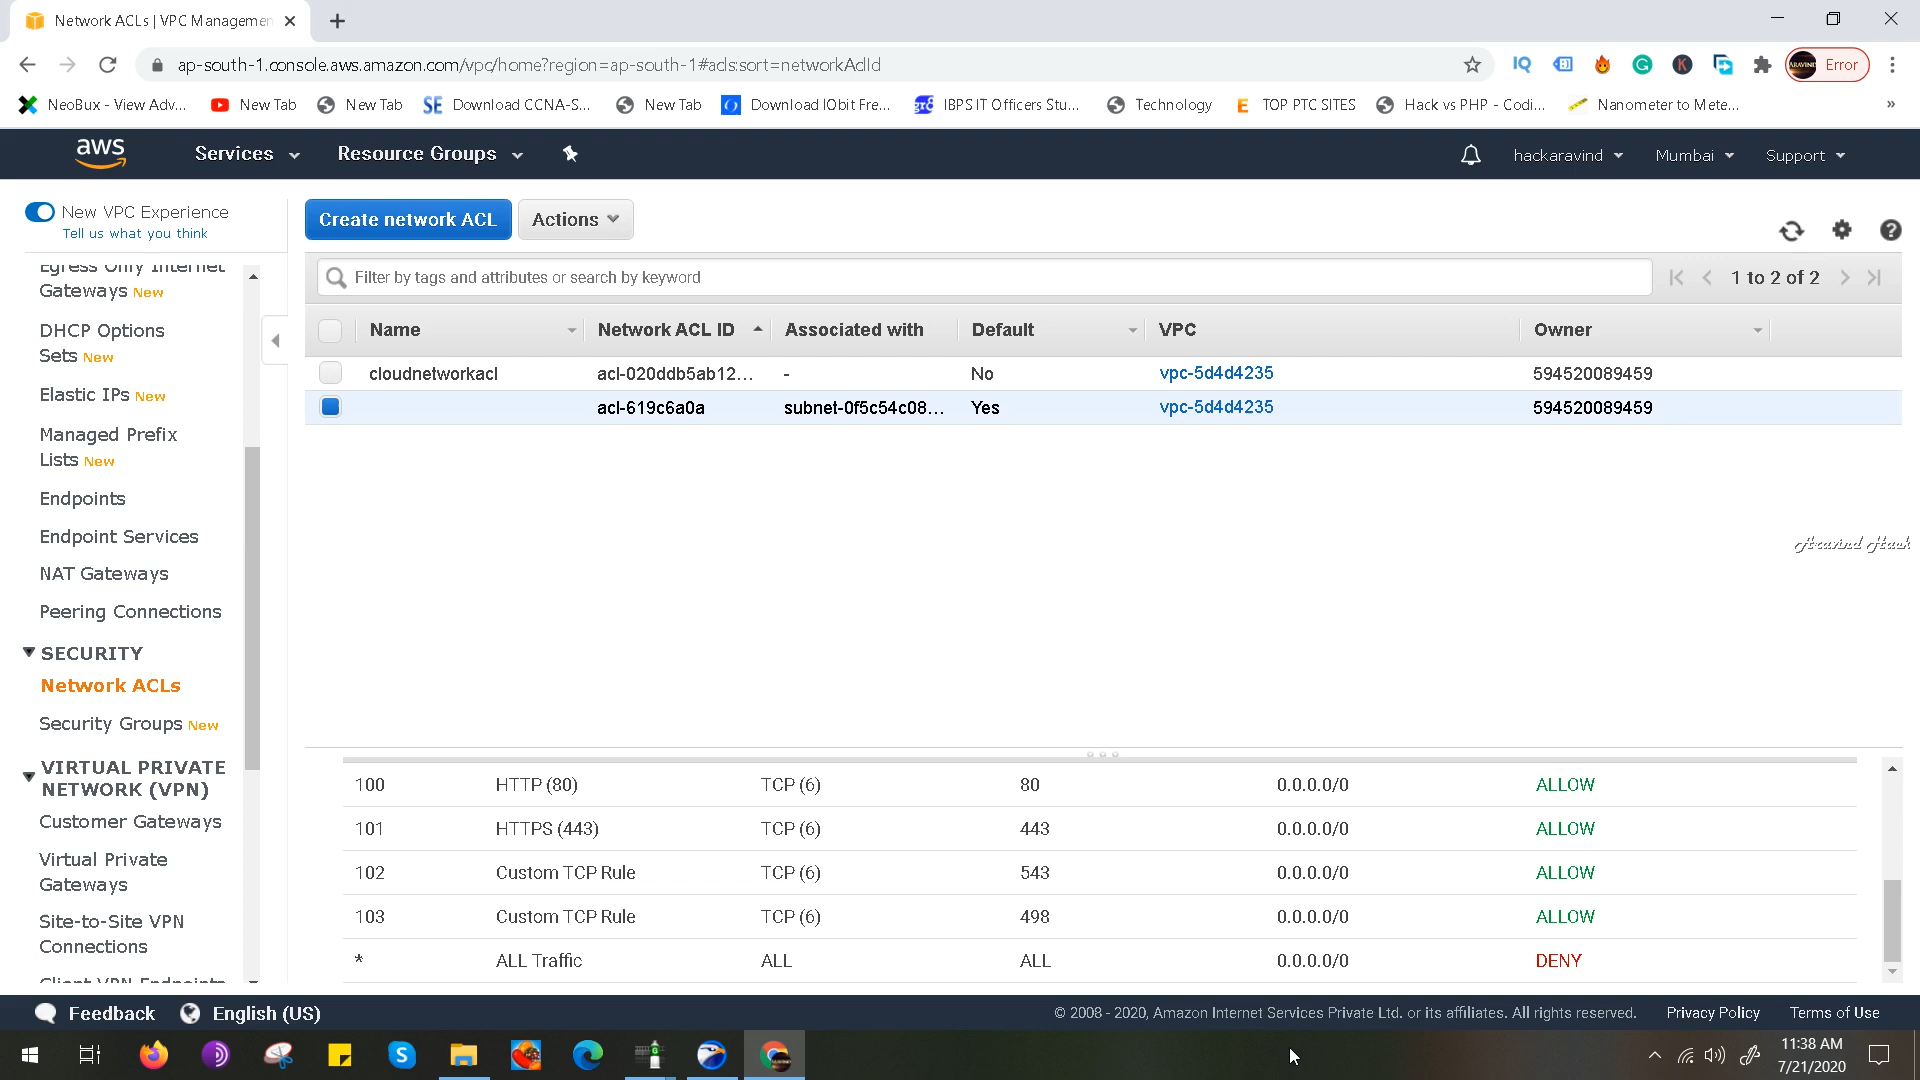 Network ACLs | VPC Managemen
ap-south-1.console.aws.amazon.com/vpc/home?region=ap-south-1#acls:sort=networkAclId
IQ
K
ARAVIND
Error
NeoBux - View Adv...
New Tab
New Tab
SE Download CCNA-S...
New Tab
Download IObit Fre...
IBPS IT Officers Stu...
Technology
E TOP PTC SITES
Hack vs PHP - Codi...
Nanometer to Mete...
»
aws
Services
Resource Groups
hackaravind
Mumbai
Support
New VPC Experience
Tell us what you think
Egress Only Internet
Gateways New
DHCP Options
Sets New
Elastic IPs New
Managed Prefix
Lists New
Endpoints
Endpoint Services
NAT Gateways
Peering Connections
SECURITY
Network ACLs
Security Groups New
VIRTUAL PRIVATE
NETWORK (VPN)
Customer Gateways
Virtual Private
Gateways
Site-to-Site VPN
Connections
Client VPN Endpoints
Create network ACL
Actions
Filter by tags and attributes or search by keyword
1 to 2 of 2
Name Network ACL ID Associated with Default VPC Owner
cloudnetworkacl acl-020ddb5ab12... - No vpc-5d4d4235 594520089459
acl-619c6a0a subnet-0f5c54c08... Yes vpc-5d4d4235 594520089459
Aravind Hack
100 HTTP (80) TCP (6) 80 0.0.0.0/0 ALLOW
101 HTTPS (443) TCP (6) 443 0.0.0.0/0 ALLOW
102 Custom TCP Rule TCP (6) 543 0.0.0.0/0 ALLOW
103 Custom TCP Rule TCP (6) 498 0.0.0.0/0 ALLOW
* ALL Traffic ALL ALL 0.0.0.0/0 DENY
Feedback
English (US)
© 2008 - 2020, Amazon Internet Services Private Ltd. or its affiliates. All rights reserved.
Privacy Policy
Terms of Use
11:38 AM
7/21/2020